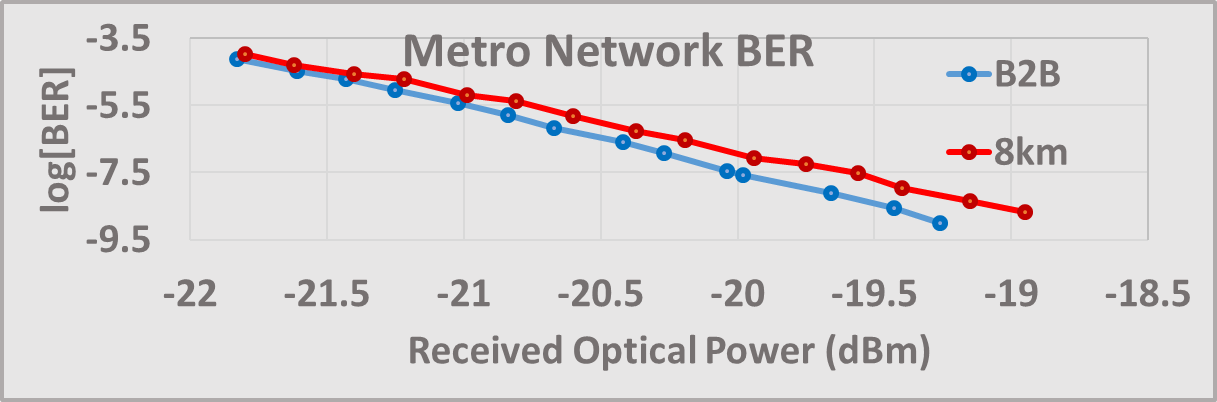 Metro Network BER
-3.5
-5.5
-7.5
-9.5
log[BER]
B2B
8km
-22 -21.5 -21 -20.5 -20 -19.5 -19 -18.5
Received Optical Power (dBm)